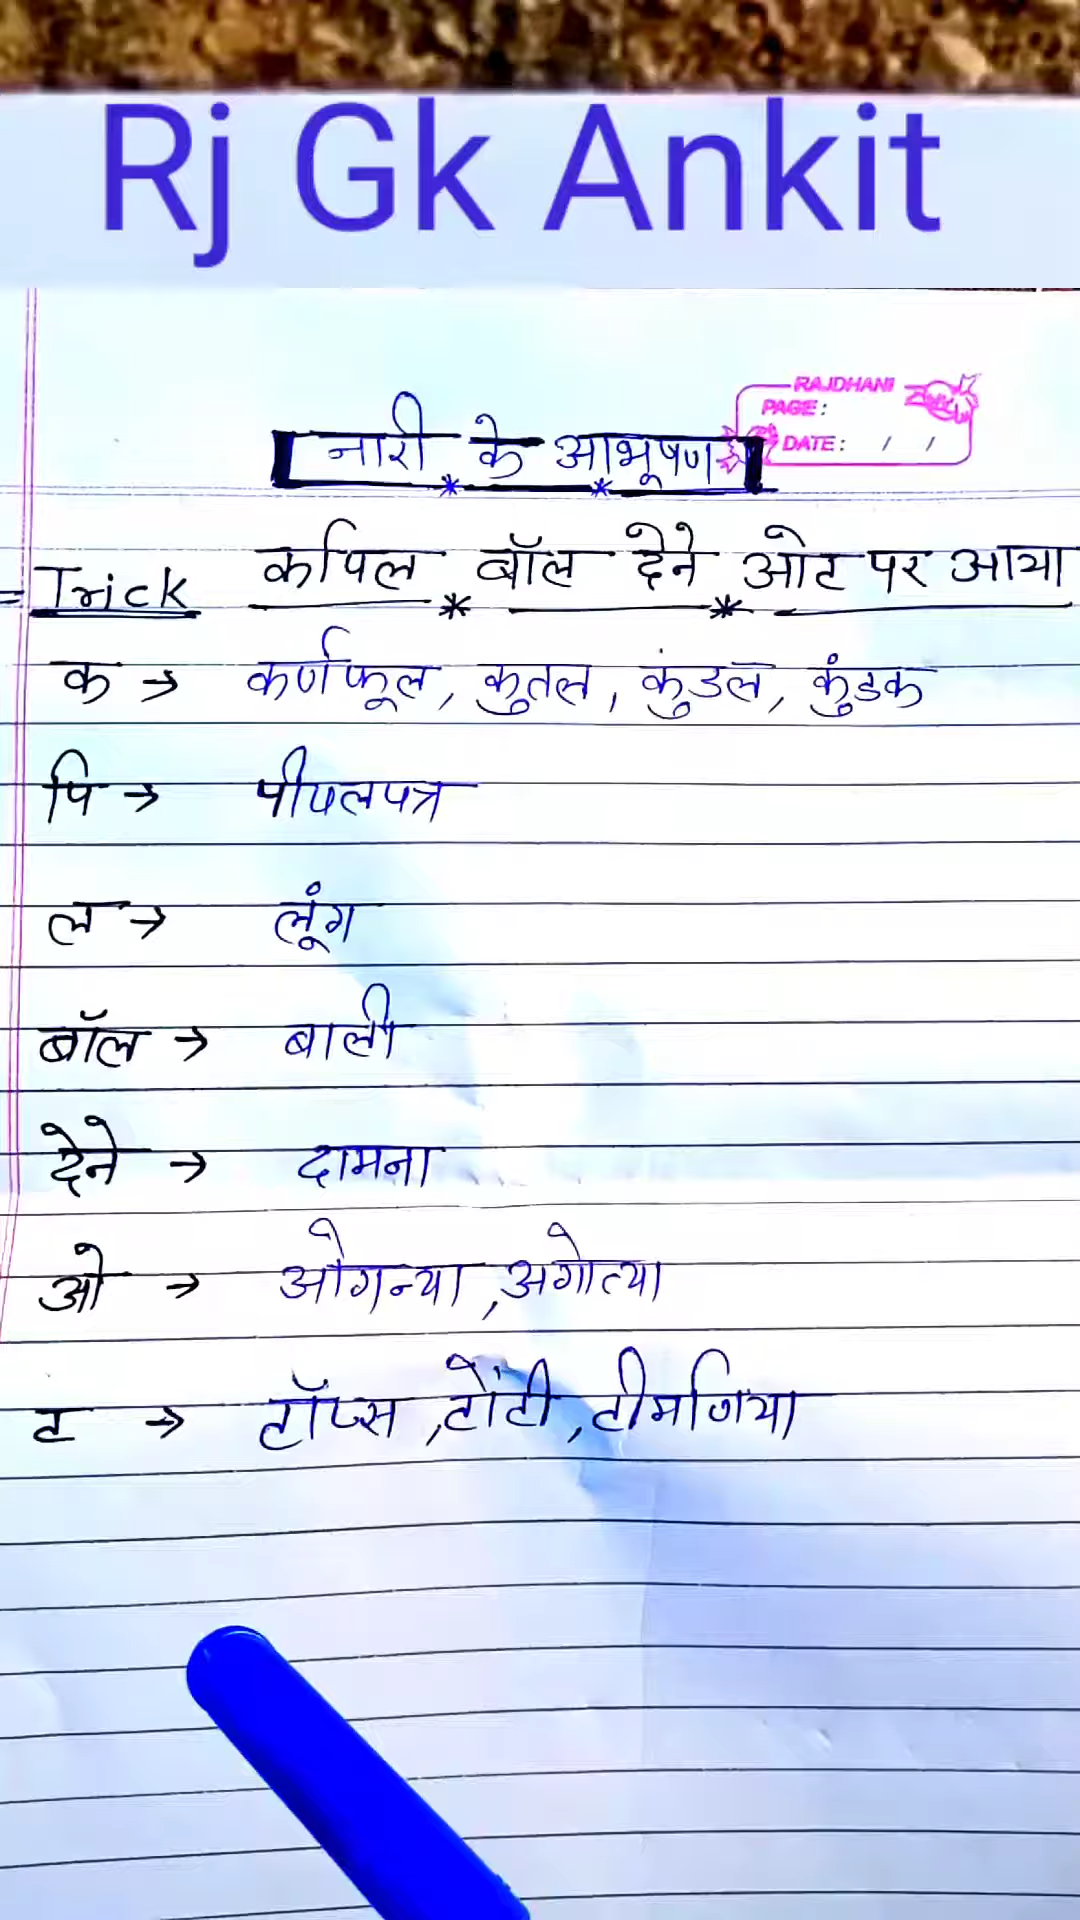 Rj Gk Ankit
RAJDHANI
PAGE:
DATE: / /
नारी के आभूषण
= Trick कपिल बॉल देने ओट पर आया
क → कर्णफूल, कुतल, कुंडल, कुंडक
पि → पीपलपत्र
ल → लूंग
बॉल → बाली
देने → दामना
ओ → ओगन्या, अगोत्या
ट → टॉप्स, टोंटी, टीमणिया